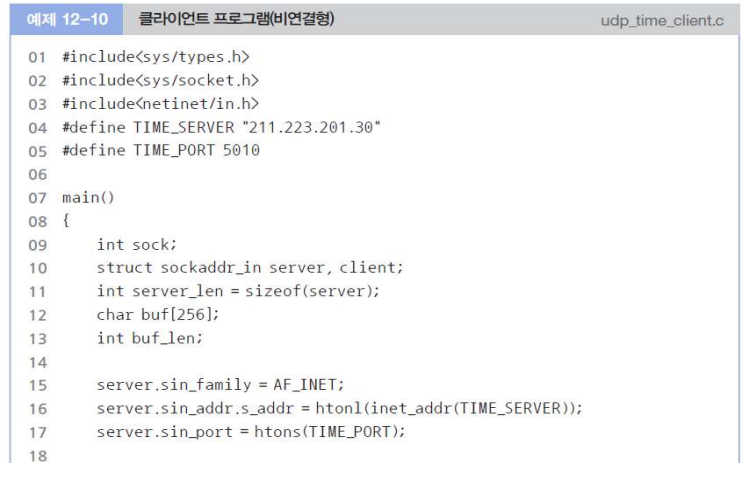 예제 12-10 클라이언트 프로그램(비연결형) udp_time_client.c
01 #include<sys/types.h>
02 #include<sys/socket.h>
03 #include<netinet/in.h>
04 #define TIME_SERVER "211.223.201.30"
05 #define TIME_PORT 5010
06
07 main()
08 {
09 int sock;
10 struct sockaddr_in server, client;
11 int server_len = sizeof(server);
12 char buf[256];
13 int buf_len;
14
15 server.sin_family = AF_INET;
16 server.sin_addr.s_addr = htonl(inet_addr(TIME_SERVER));
17 server.sin_port = htons(TIME_PORT);
18